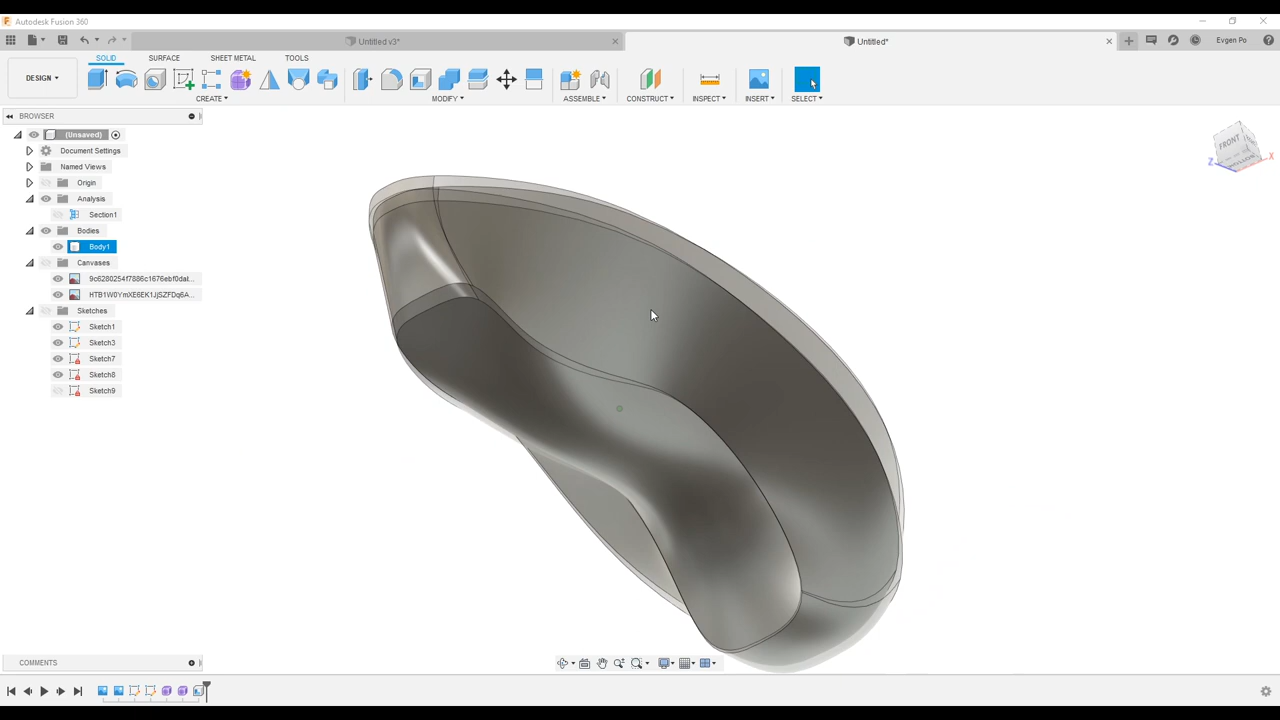 Autodesk Fusion 360
Untitled v3*
Untitled*
Evgen Po
DESIGN
SOLID
SURFACE
SHEET METAL
TOOLS
CREATE
MODIFY
ASSEMBLE
CONSTRUCT
INSPECT
INSERT
SELECT
BROWSER
(Unsaved)
Document Settings
Named Views
Origin
Analysis
Section1
Bodies
Body1
Canvases
9c6280254f7886c1676ebf0dal...
HTB1W0YmXE6EK1JjSZFDq6A...
Sketches
Sketch1
Sketch3
Sketch7
Sketch8
Sketch9
FRONT
Z
X
COMMENTS